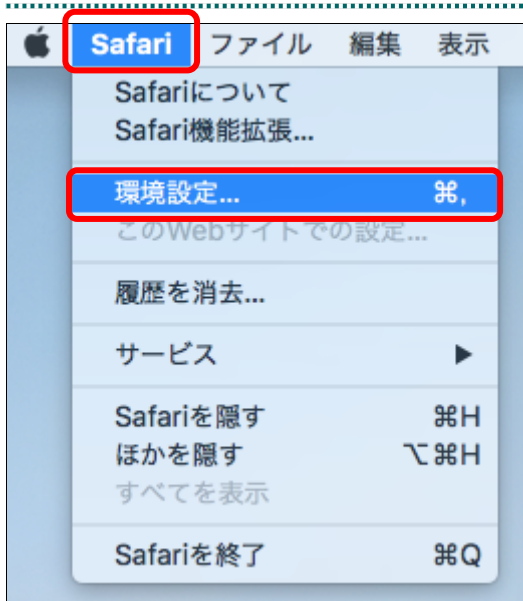 Safari ファイル 編集 表示
Safariについて
Safari機能拡張...
環境設定... ⌘,
このWebサイトでの設定...
履歴を消去...
サービス ▶
Safariを隠す ⌘H
ほかを隠す ⌥⌘H
すべてを表示
Safariを終了 ⌘Q